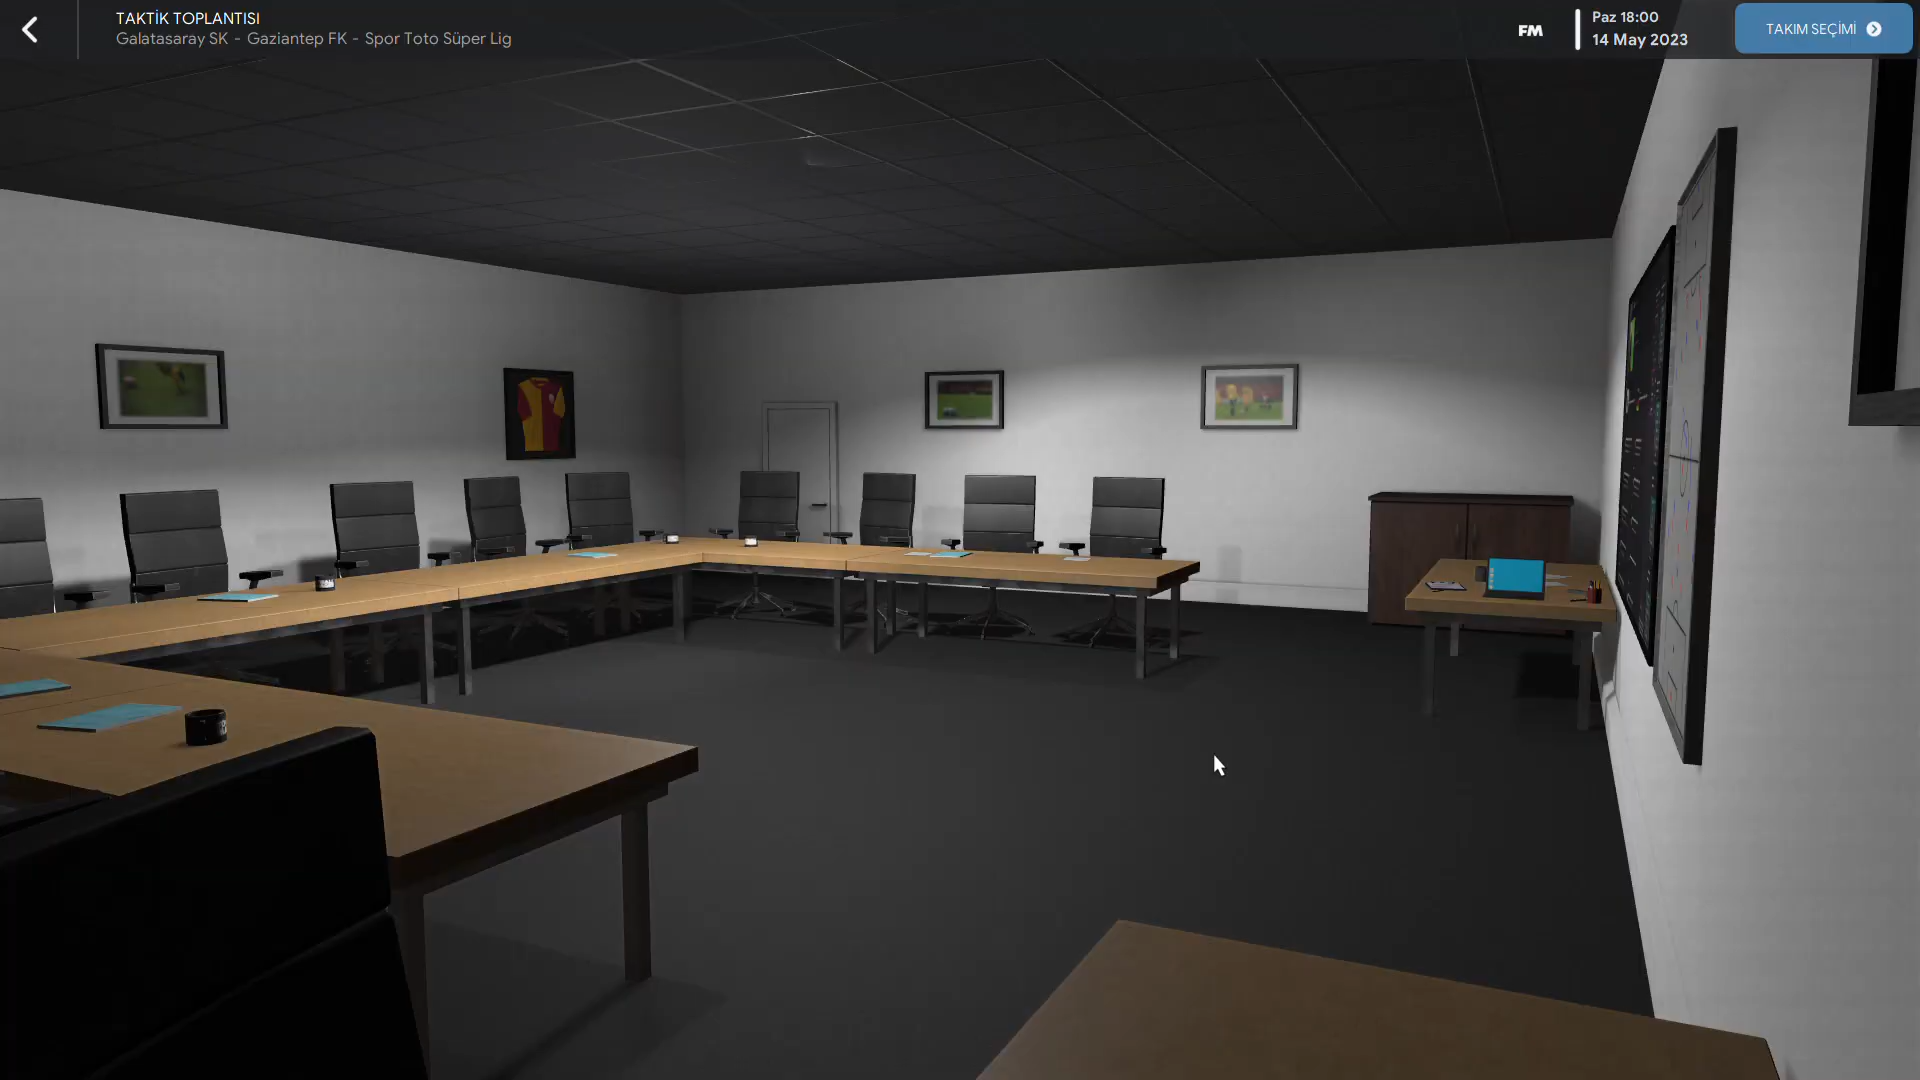 TAKTİK TOPLANTISI
Galatasaray SK - Gaziantep FK - Spor Toto Süper Lig
FM
Paz 18:00
14 May 2023
TAKIM SEÇİMİ